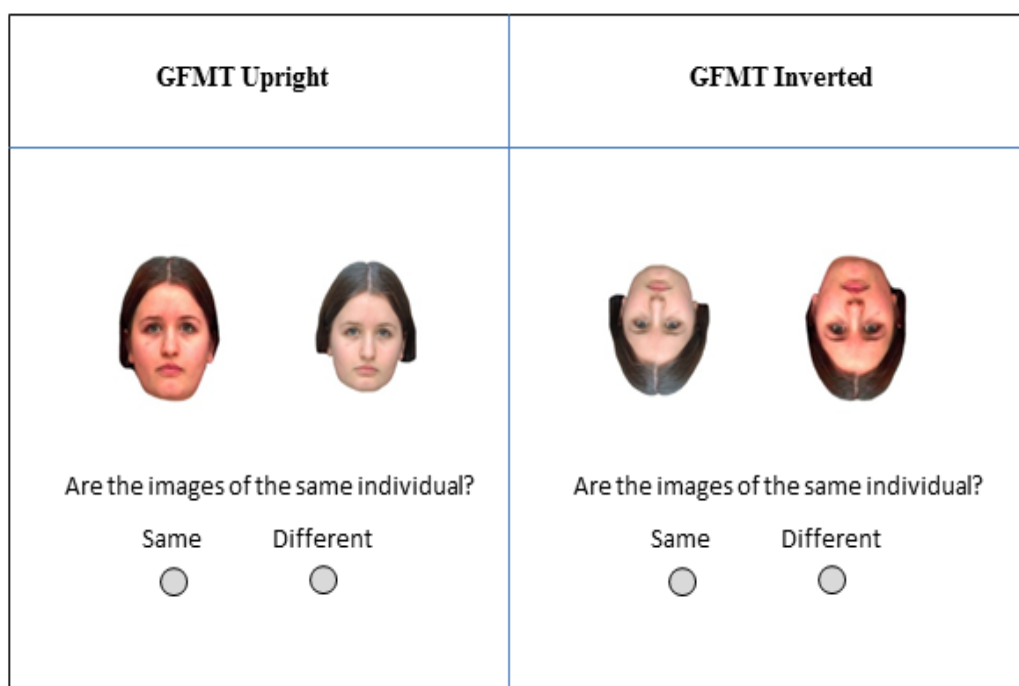 GFMT Upright
GFMT Inverted
Are the images of the same individual?
Same Different
Are the images of the same individual?
Same Different